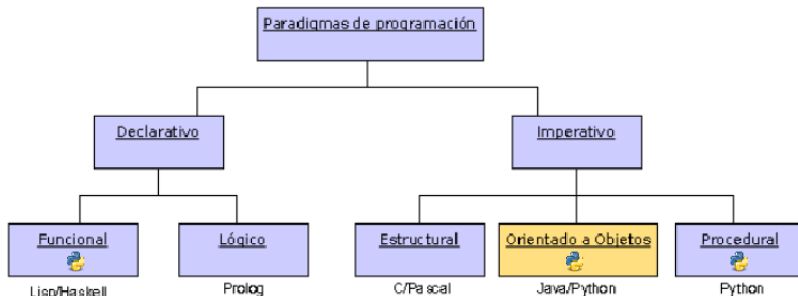 Paradigmas de programación
Declarativo
Imperativo
Funcional
Lógico
Estructural
Orientado a Objetos
Procedural
Lisp/Haskell
Prolog
C/Pascal
Java/Python
Python